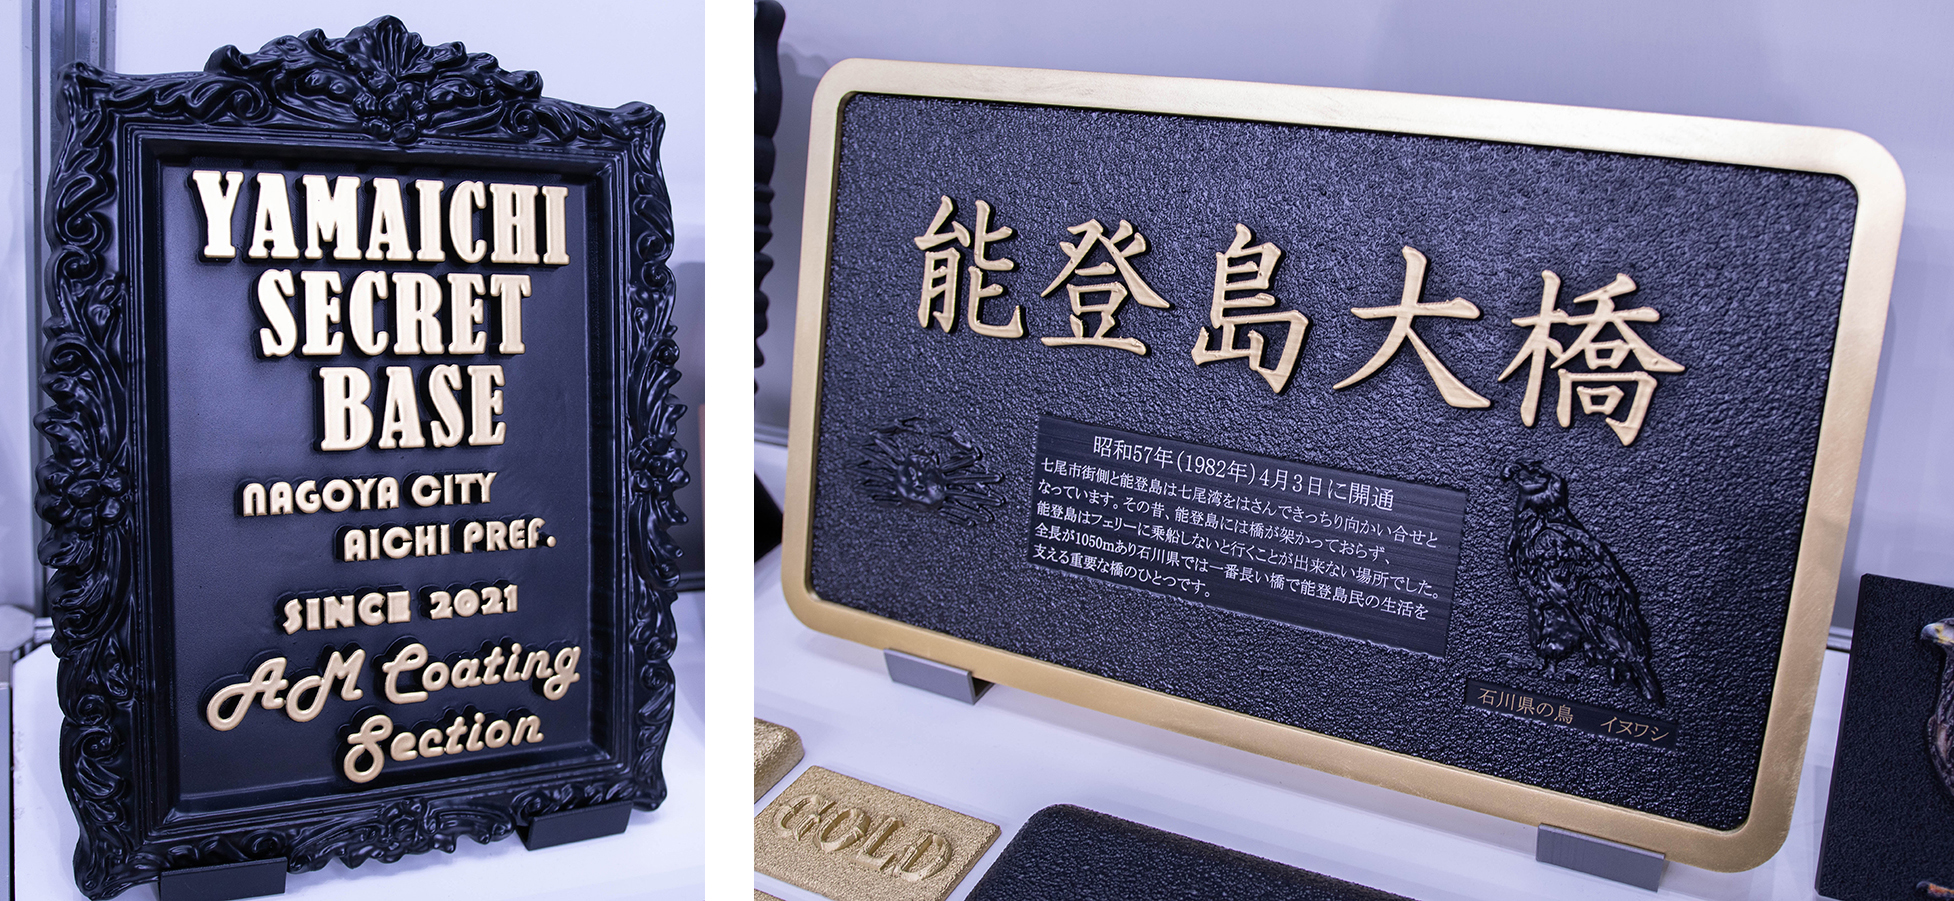 YAMAICHI
SECRET
BASE
NAGOYA CITY
AICHI PREF.
SINCE 2021
AM Coating
Section
能登島大橋
昭和57年(1982年)4月3日に開通
七尾市街側と能登島は七尾湾をはさんできっちり向かい合せと
なっています。その昔、能登島には橋が架かっておらず、
能登島はフェリーに乗船しないと行くことが出来ない場所でした。
全長が1050mあり石川県では一番長い橋で能登島民の生活を
支える重要な橋のひとつです。
石川県の鳥 イヌワシ
GOLD